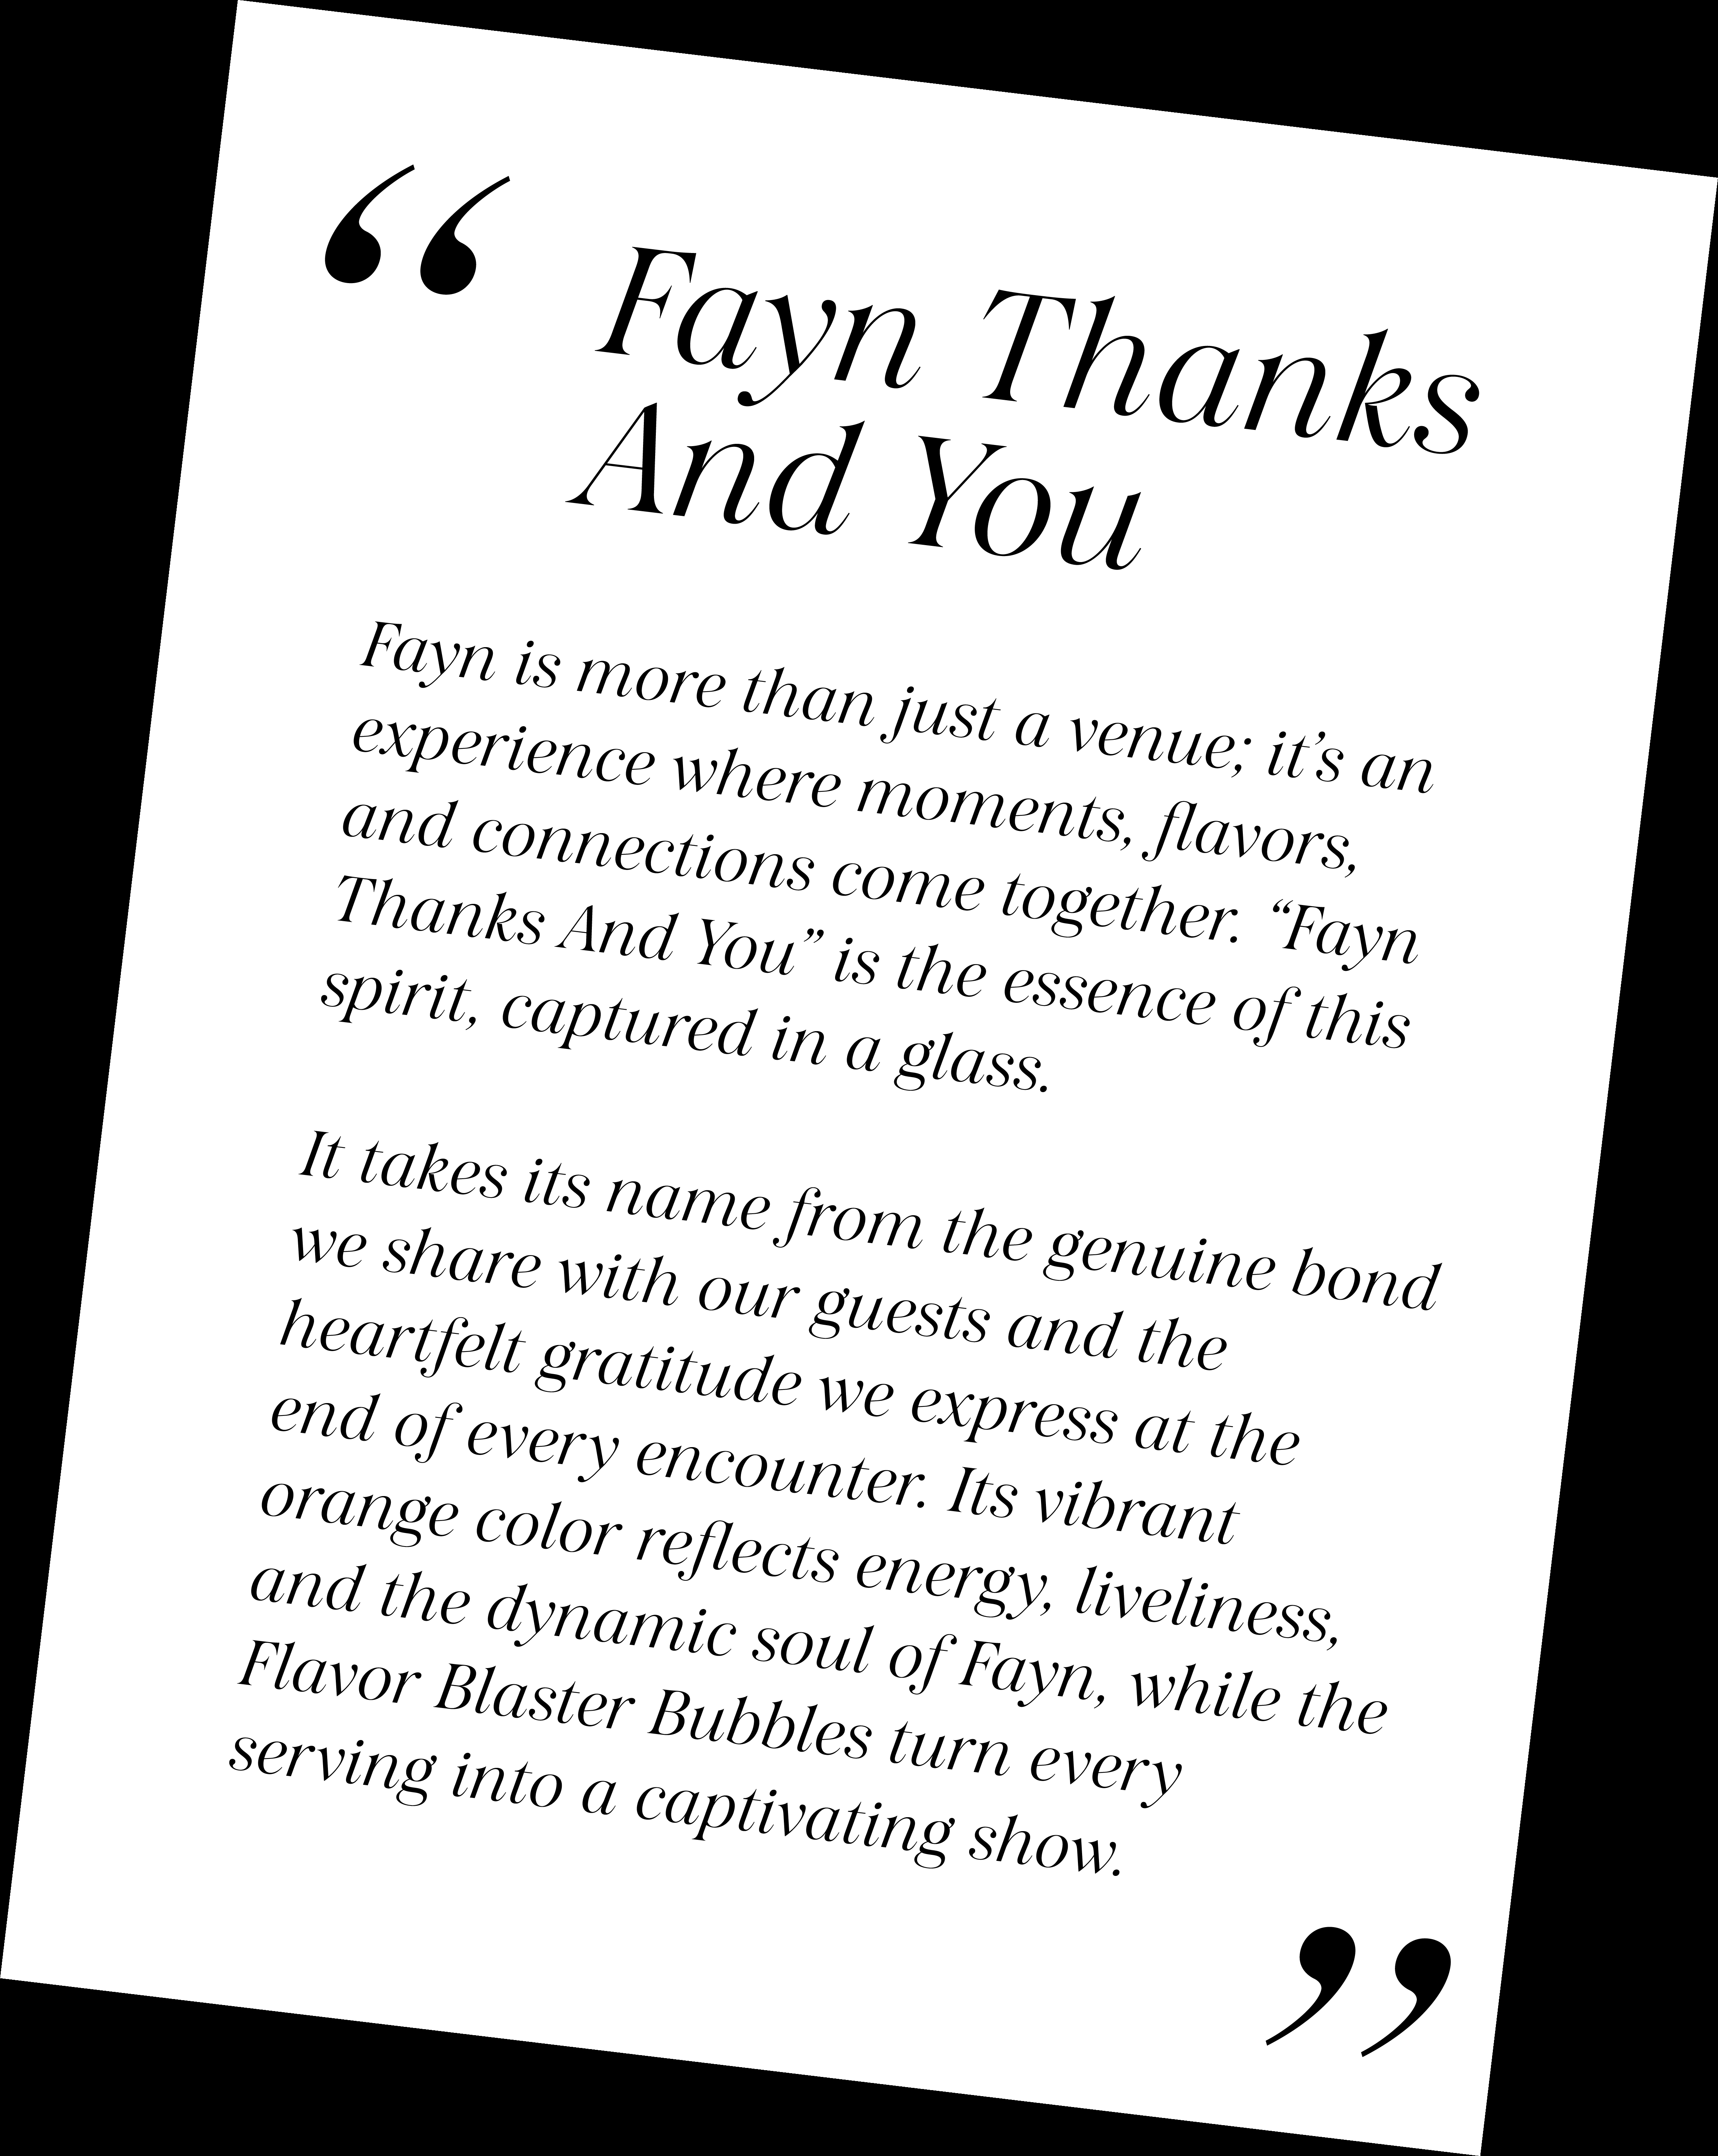 “
Fayn Thanks
And You
Fayn is more than just a venue; it’s an
experience where moments, flavors,
and connections come together. “Fayn
Thanks And You” is the essence of this
spirit, captured in a glass.
It takes its name from the genuine bond
we share with our guests and the
heartfelt gratitude we express at the
end of every encounter. Its vibrant
orange color reflects energy, liveliness,
and the dynamic soul of Fayn, while the
Flavor Blaster Bubbles turn every
serving into a captivating show.
”